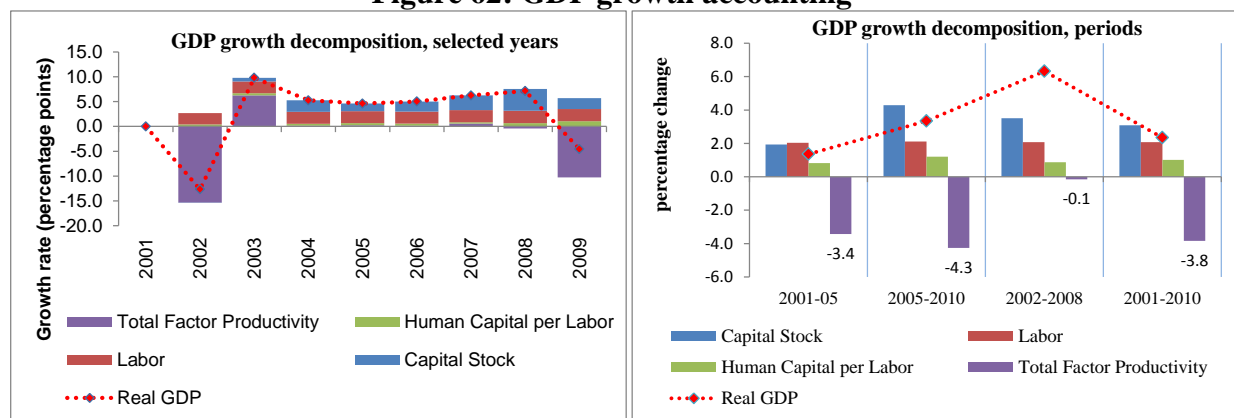 Figure 62: GDP growth accounting
GDP growth decomposition, selected years
Growth rate (percentage points)
15.0
10.0
5.0
0.0
-5.0
-10.0
-15.0
-20.0
2001
2002
2003
2004
2005
2006
2007
2008
2009
Total Factor Productivity
Human Capital per Labor
Labor
Capital Stock
Real GDP
GDP growth decomposition, periods
percentage change
8.0
6.0
4.0
2.0
0.0
-2.0
-4.0
-6.0
-3.4
-4.3
-0.1
-3.8
2001-05
2005-2010
2002-2008
2001-2010
Capital Stock
Labor
Human Capital per Labor
Total Factor Productivity
Real GDP